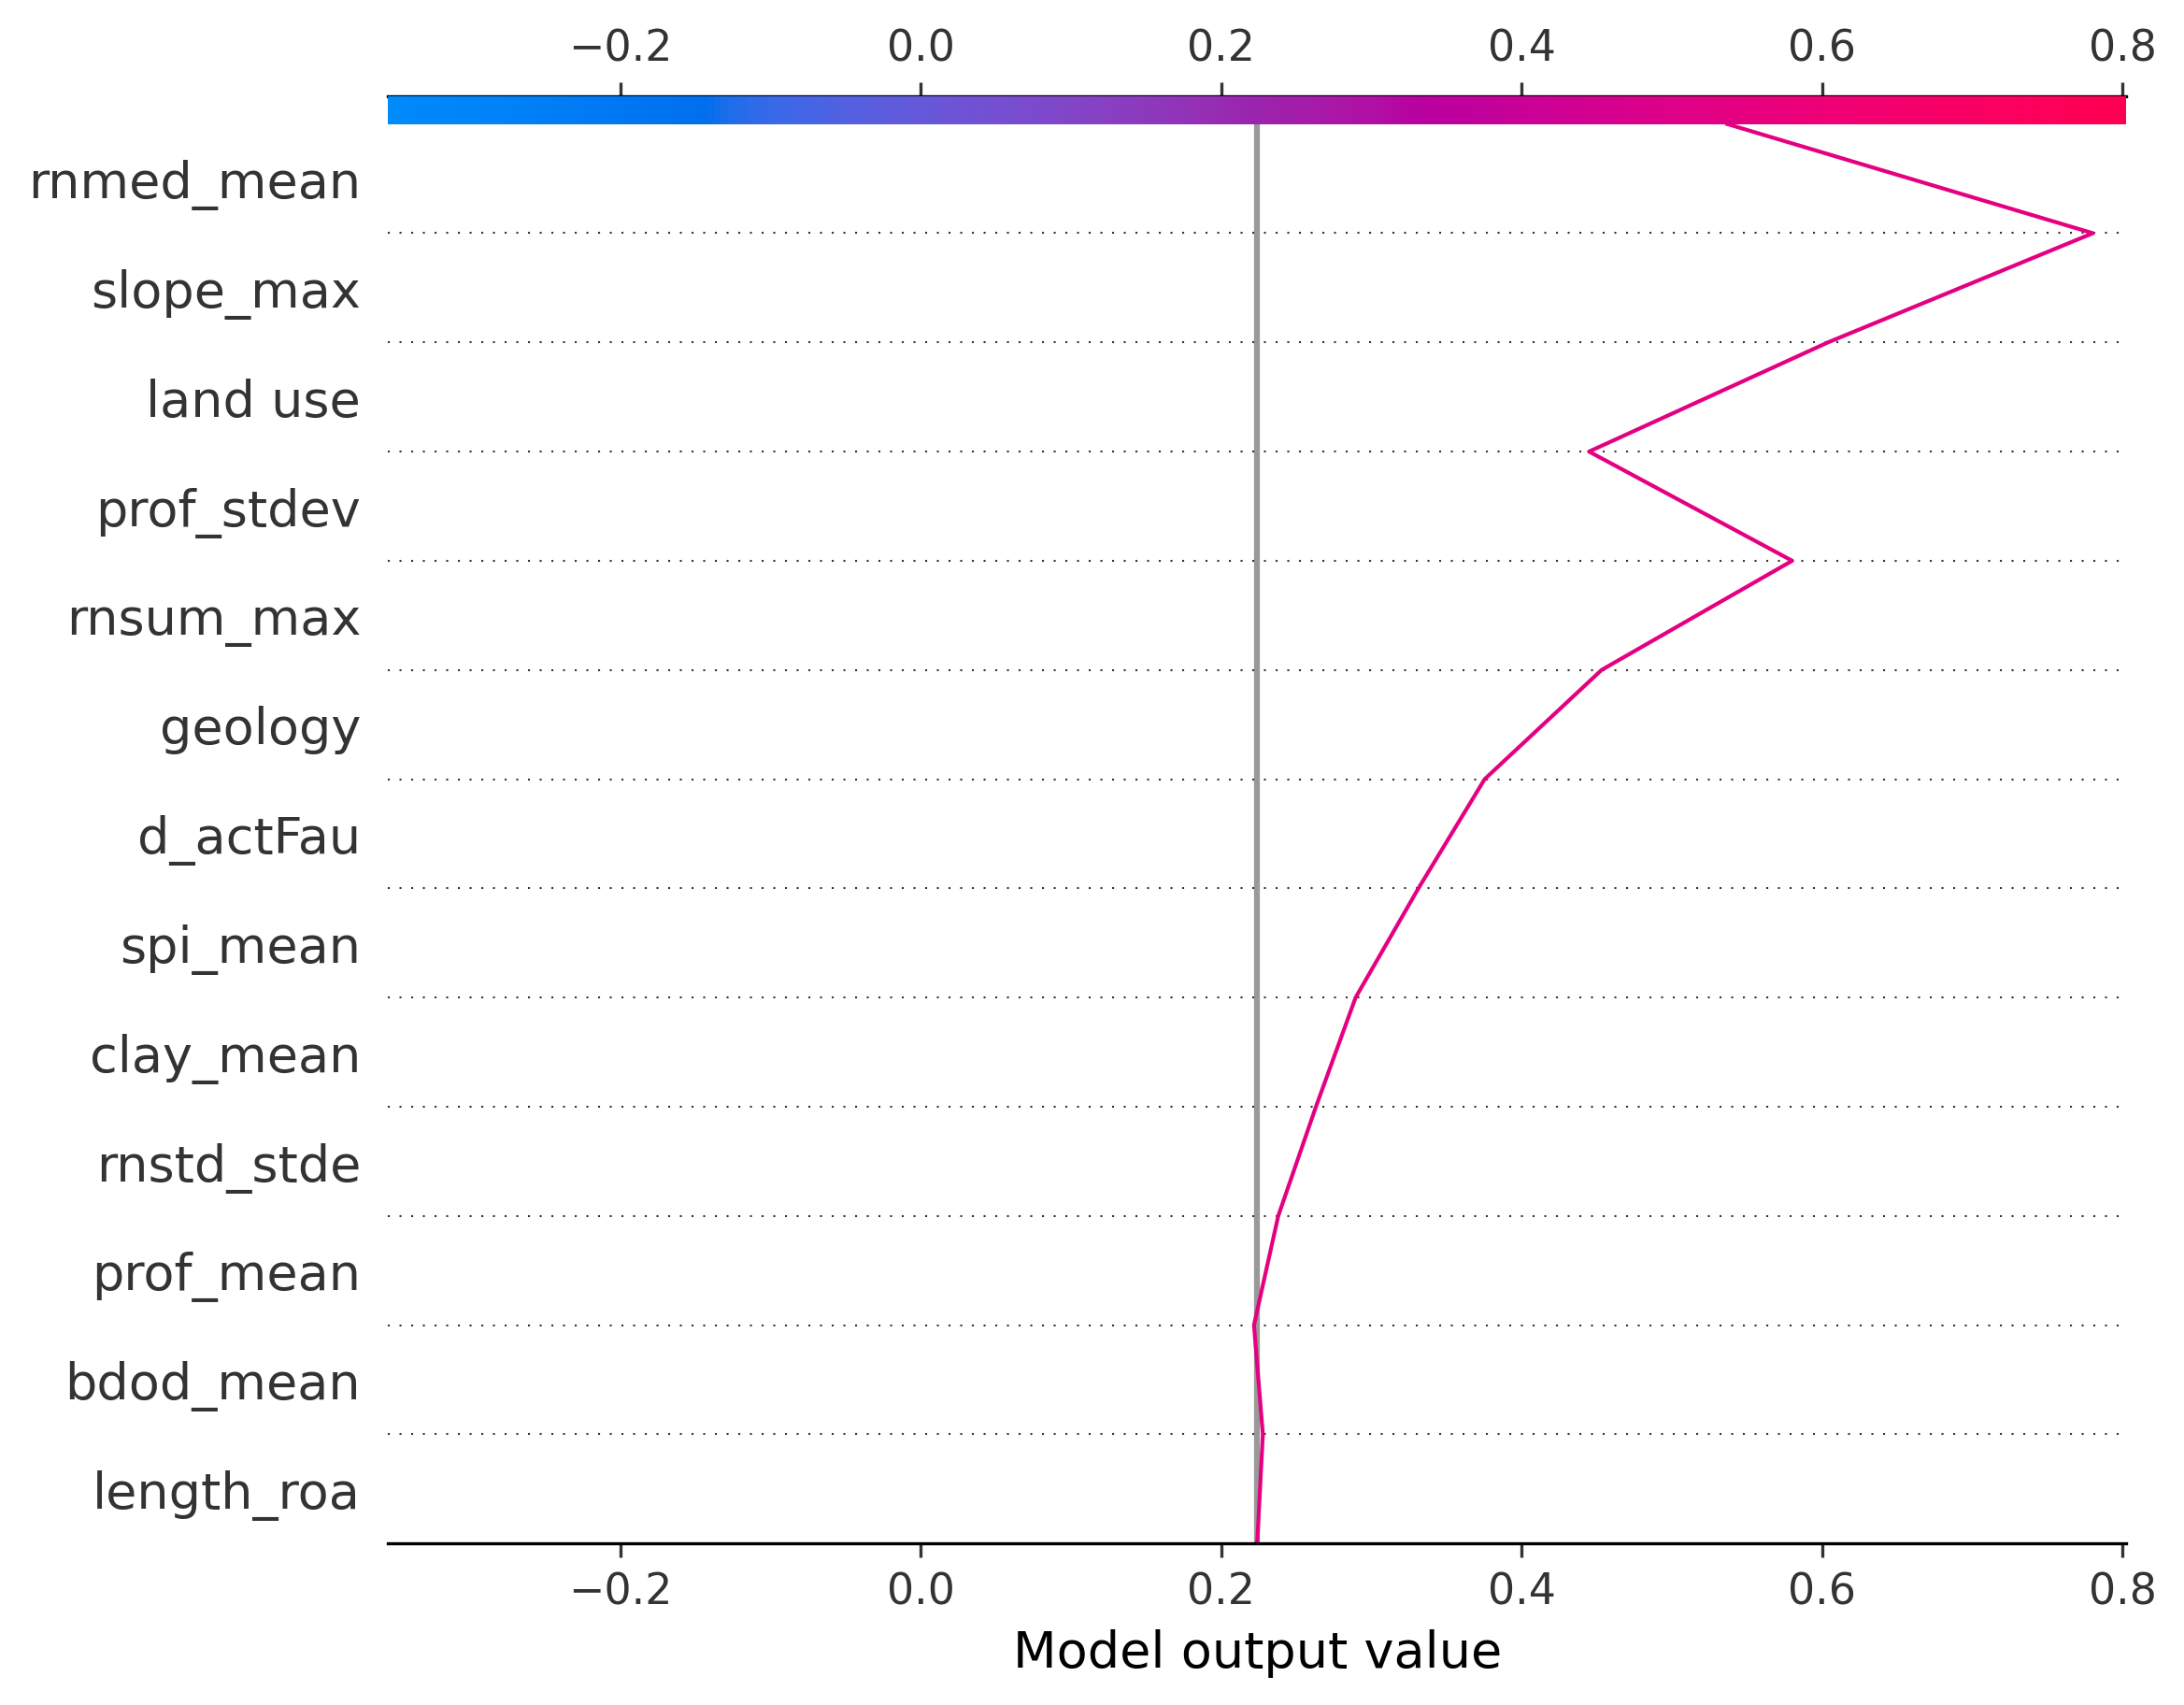 −0.2 0.0 0.2 0.4 0.6 0.8
rnmed_mean
slope_max
land use
prof_stdev
rnsum_max
geology
d_actFau
spi_mean
clay_mean
rnstd_stde
prof_mean
bdod_mean
length_roa
−0.2 0.0 0.2 0.4 0.6 0.8
Model output value